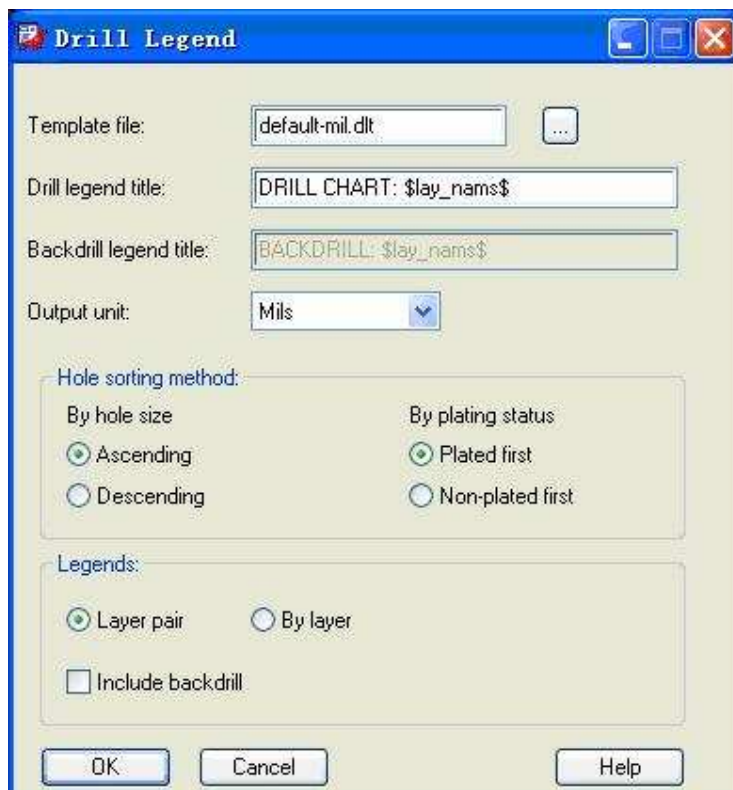 Drill Legend
Template file: default-mil.dlt ...
Drill legend title: DRILL CHART: $lay_nams$
Backdrill legend title: BACKDRILL: $lay_nams$
Output unit: Mils
Hole sorting method:
By hole size By plating status
Ascending Plated first
Descending Non-plated first
Legends:
Layer pair By layer
Include backdrill
OK Cancel Help